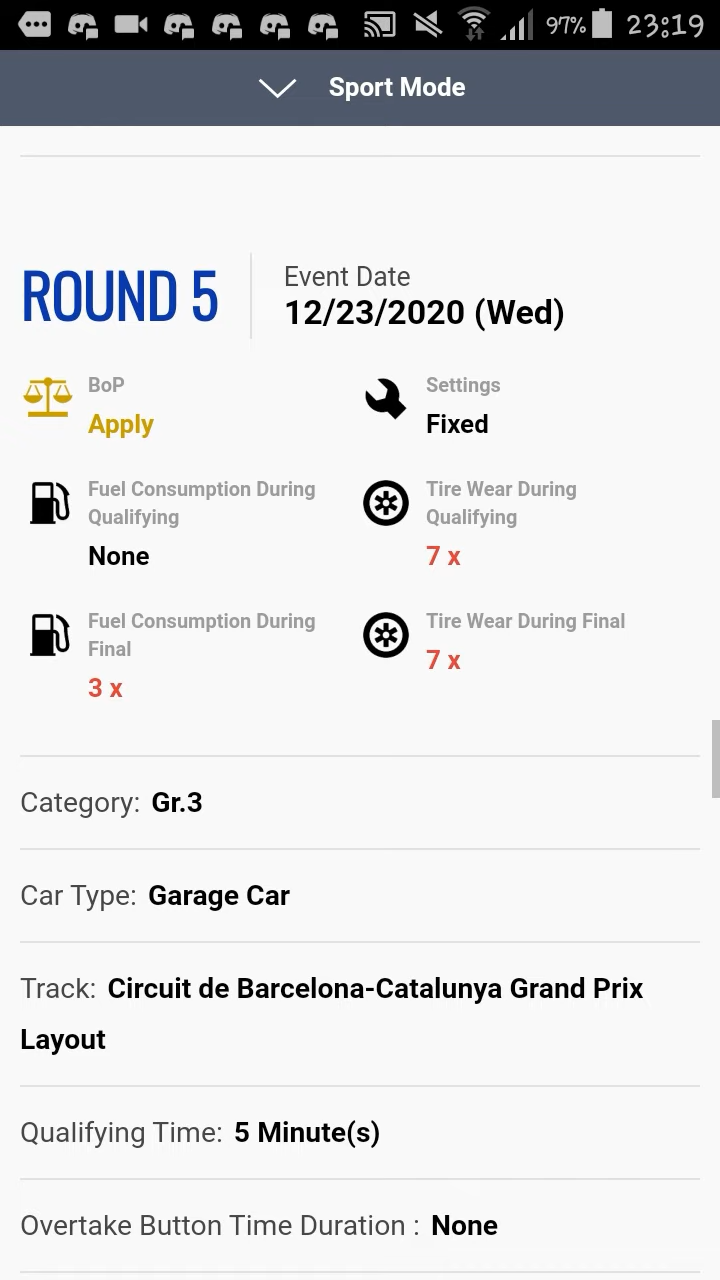 97% 23:19
Sport Mode
ROUND 5
Event Date
12/23/2020 (Wed)
BoP
Apply
Settings
Fixed
Fuel Consumption During
Qualifying
None
Tire Wear During
Qualifying
7 x
Fuel Consumption During
Final
3 x
Tire Wear During Final
7 x
Category: Gr.3
Car Type: Garage Car
Track: Circuit de Barcelona-Catalunya Grand Prix
Layout
Qualifying Time: 5 Minute(s)
Overtake Button Time Duration : None